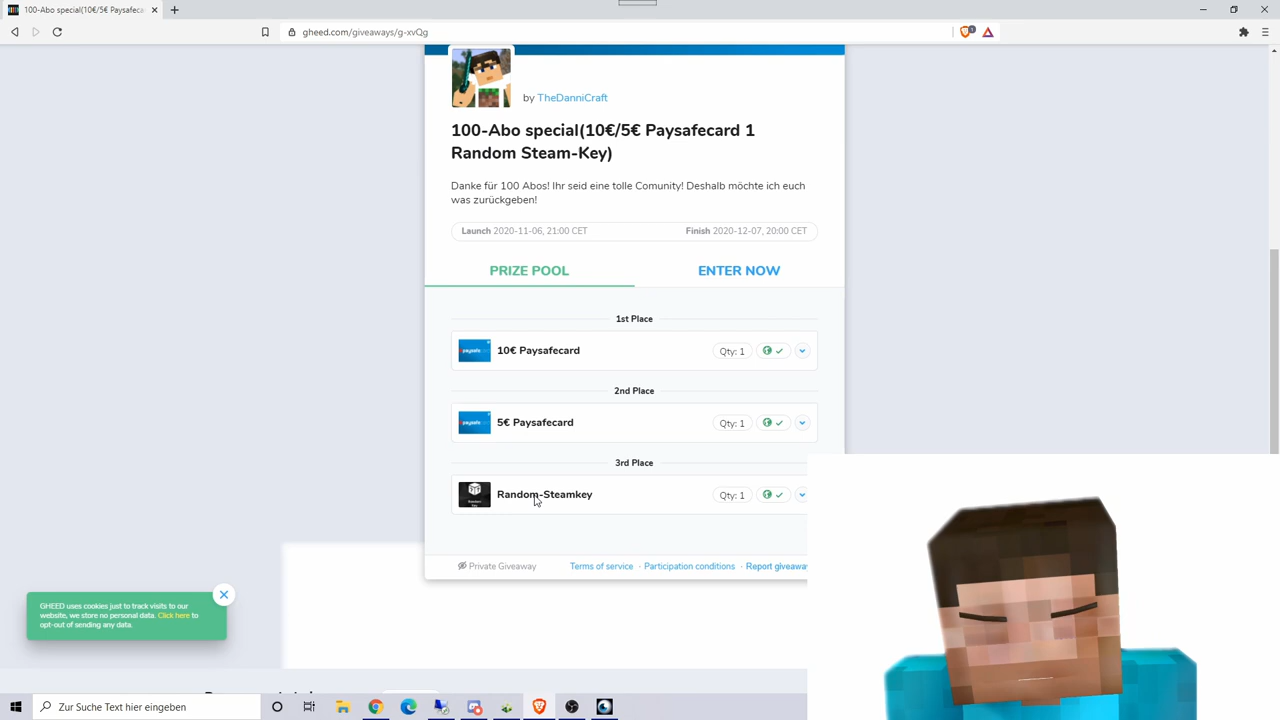 100-Abo special(10€/5€ Paysafeca
gheed.com/giveaways/g-xvQg
by TheDanniCraft
100-Abo special(10€/5€ Paysafecard 1
Random Steam-Key)
Danke für 100 Abos! Ihr seid eine tolle Comunity! Deshalb möchte ich euch
was zurückgeben!
Launch 2020-11-06, 21:00 CET
Finish 2020-12-07, 20:00 CET
PRIZE POOL
ENTER NOW
1st Place
10€ Paysafecard
Qty: 1
2nd Place
5€ Paysafecard
Qty: 1
3rd Place
Random-Steamkey
Qty: 1
Private Giveaway
Terms of service · Participation conditions · Report giveaway
GHEED uses cookies just to track visits to our
website, we store no personal data. Click here to
opt-out of sending any data.
Zur Suche Text hier eingeben